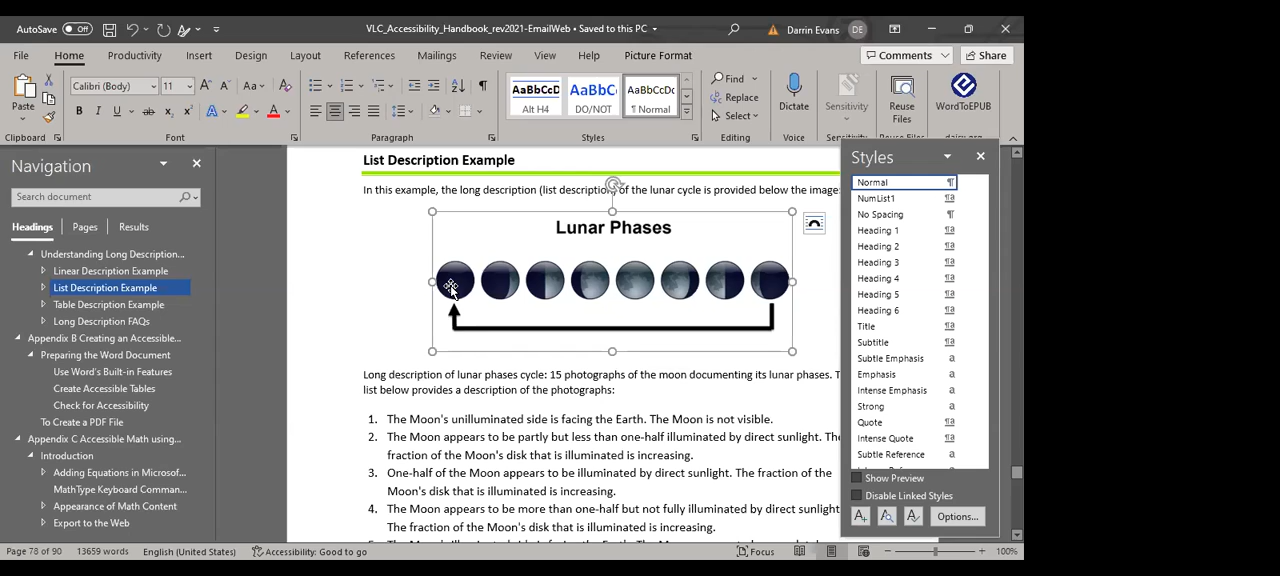 AutoSave Off VLC_Accessibility_Handbook_rev2021-EmailWeb • Saved to this PC Darrin Evans DE
File Home Productivity Insert Design Layout References Mailings Review View Help Picture Format Comments Share
Paste
Clipboard
Calibri (Body) 11
Aa
B I U ab x₂ x² A A
Font
Paragraph
AaBbCcD AaBbC AaBbCcDc
Alt H4 DO/NOT ¶ Normal
Styles
Find
Replace
Select
Editing
Dictate
Voice
Sensitivity
Sensitivity
Reuse Files
Reuse Files
WordToEPUB
daisy.org
Navigation
Search document
Headings Pages Results
Understanding Long Description...
Linear Description Example
List Description Example
Table Description Example
Long Description FAQs
Appendix B Creating an Accessible...
Preparing the Word Document
Use Word's Built-in Features
Create Accessible Tables
Check for Accessibility
To Create a PDF File
Appendix C Accessible Math using...
Introduction
Adding Equations in Microsof...
MathType Keyboard Comman...
Appearance of Math Content
Export to the Web
List Description Example
In this example, the long description (list description) of the lunar cycle is provided below the image:
Lunar Phases
Long description of lunar phases cycle: 15 photographs of the moon documenting its lunar phases. T
list below provides a description of the photographs:
1. The Moon's unilluminated side is facing the Earth. The Moon is not visible.
2. The Moon appears to be partly but less than one-half illuminated by direct sunlight. The
fraction of the Moon's disk that is illuminated is increasing.
3. One-half of the Moon appears to be illuminated by direct sunlight. The fraction of the
Moon's disk that is illuminated is increasing.
4. The Moon appears to be more than one-half but not fully illuminated by direct sunlight
The fraction of the Moon's disk that is illuminated is increasing.
Styles
Normal ¶
NumList1 ¶a
No Spacing ¶
Heading 1 ¶a
Heading 2 ¶a
Heading 3 ¶a
Heading 4 ¶a
Heading 5 ¶a
Heading 6 ¶a
Title ¶a
Subtitle ¶a
Subtle Emphasis a
Emphasis a
Intense Emphasis a
Strong a
Quote ¶a
Intense Quote ¶a
Subtle Reference a
Show Preview
Disable Linked Styles
Options...
Page 78 of 90 13659 words English (United States) Accessibility: Good to go Focus 100%